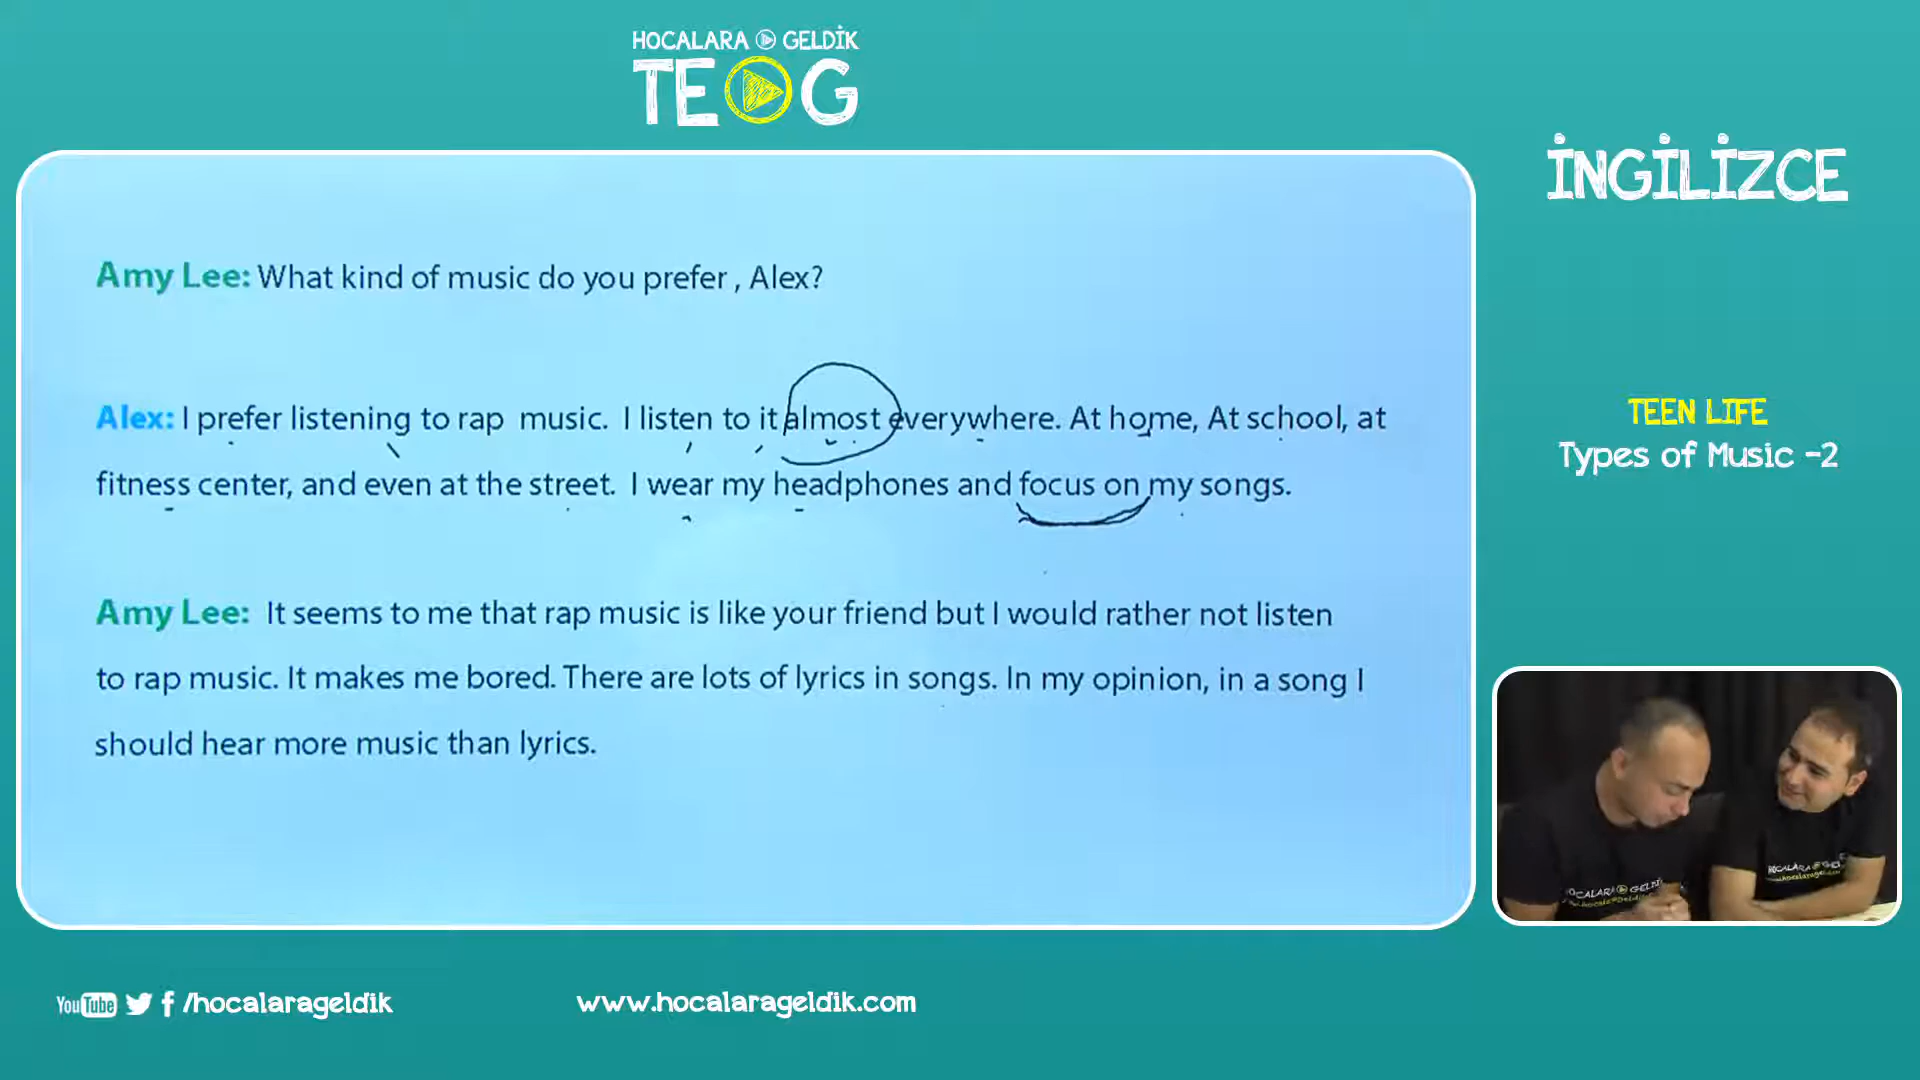 HOCALARA GELDİK
TEOG
İNGİLİZCE
Amy Lee: What kind of music do you prefer , Alex?
Alex: I prefer listening to rap music. I listen to it almost everywhere. At home, At school, at
fitness center, and even at the street. I wear my headphones and focus on my songs.
Amy Lee: It seems to me that rap music is like your friend but I would rather not listen
to rap music. It makes me bored. There are lots of lyrics in songs. In my opinion, in a song I
should hear more music than lyrics.
TEEN LIFE
Types of Music -2
HOCALARA GELDİ
YouTube /hocalarageldik
www.hocalarageldik.com